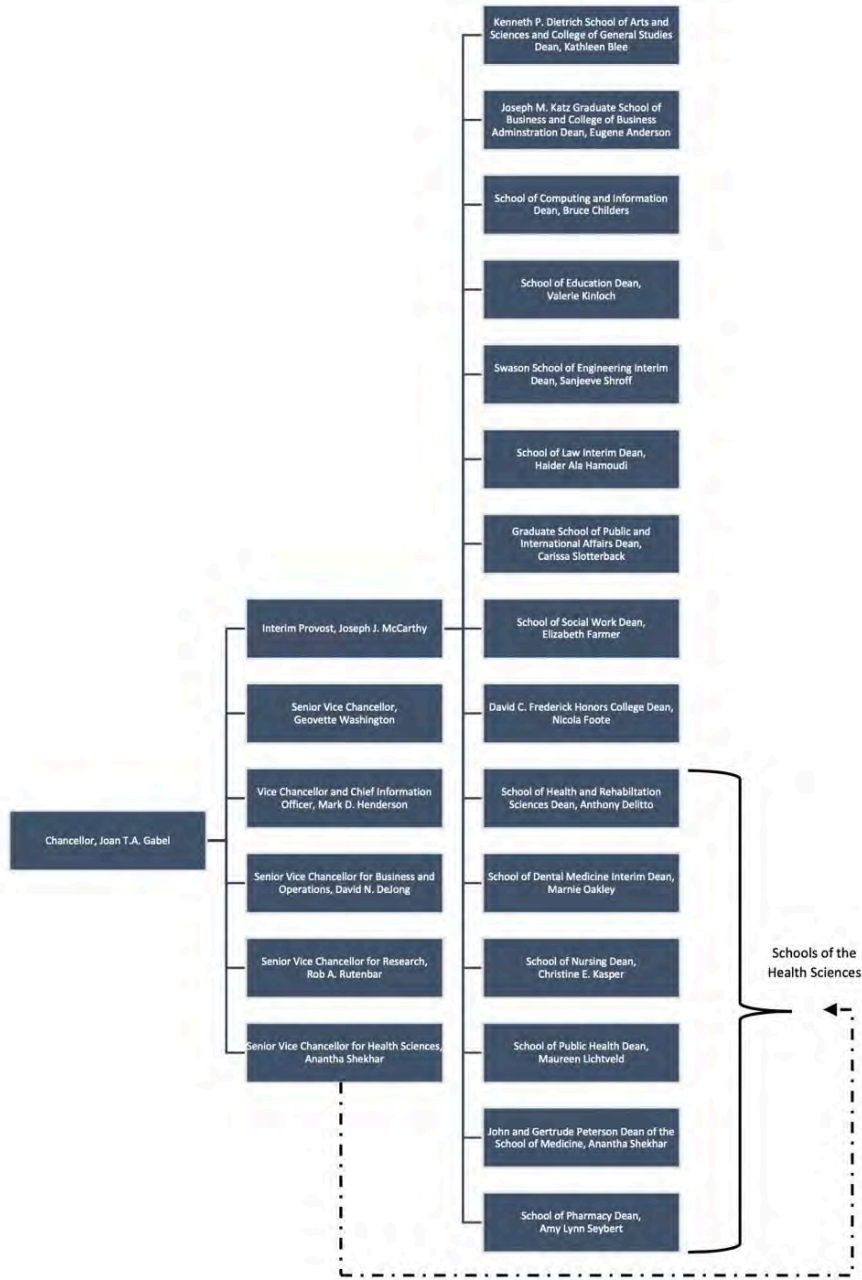 Kenneth P. Dietrich School of Arts and
Sciences and College of General Studies
Dean, Kathleen Blee
Joseph M. Katz Graduate School of
Business and College of Business
Adminstration Dean, Eugene Anderson
School of Computing and Information
Dean, Bruce Childers
School of Education Dean,
Valerie Kinloch
Swason School of Engineering Interim
Dean, Sanjeeve Shroff
School of Law Interim Dean,
Haider Ala Hamoudi
Graduate School of Public and
International Affairs Dean,
Carissa Slotterback
Interim Provost, Joseph J. McCarthy
School of Social Work Dean,
Elizabeth Farmer
Senior Vice Chancellor,
Geovette Washington
David C. Frederick Honors College Dean,
Nicola Foote
Vice Chancellor and Chief Information
Officer, Mark D. Henderson
School of Health and Rehabiltation
Sciences Dean, Anthony Delitto
Chancellor, Joan T.A. Gabel
Senior Vice Chancellor for Business and
Operations, David N. DeJong
School of Dental Medicine Interim Dean,
Marnie Oakley
Senior Vice Chancellor for Research,
Rob A. Rutenbar
School of Nursing Dean,
Christine E. Kasper
Schools of the
Health Sciences
Senior Vice Chancellor for Health Sciences,
Anantha Shekhar
School of Public Health Dean,
Maureen Lichtveld
John and Gertrude Peterson Dean of the
School of Medicine, Anantha Shekhar
School of Pharmacy Dean,
Amy Lynn Seybert